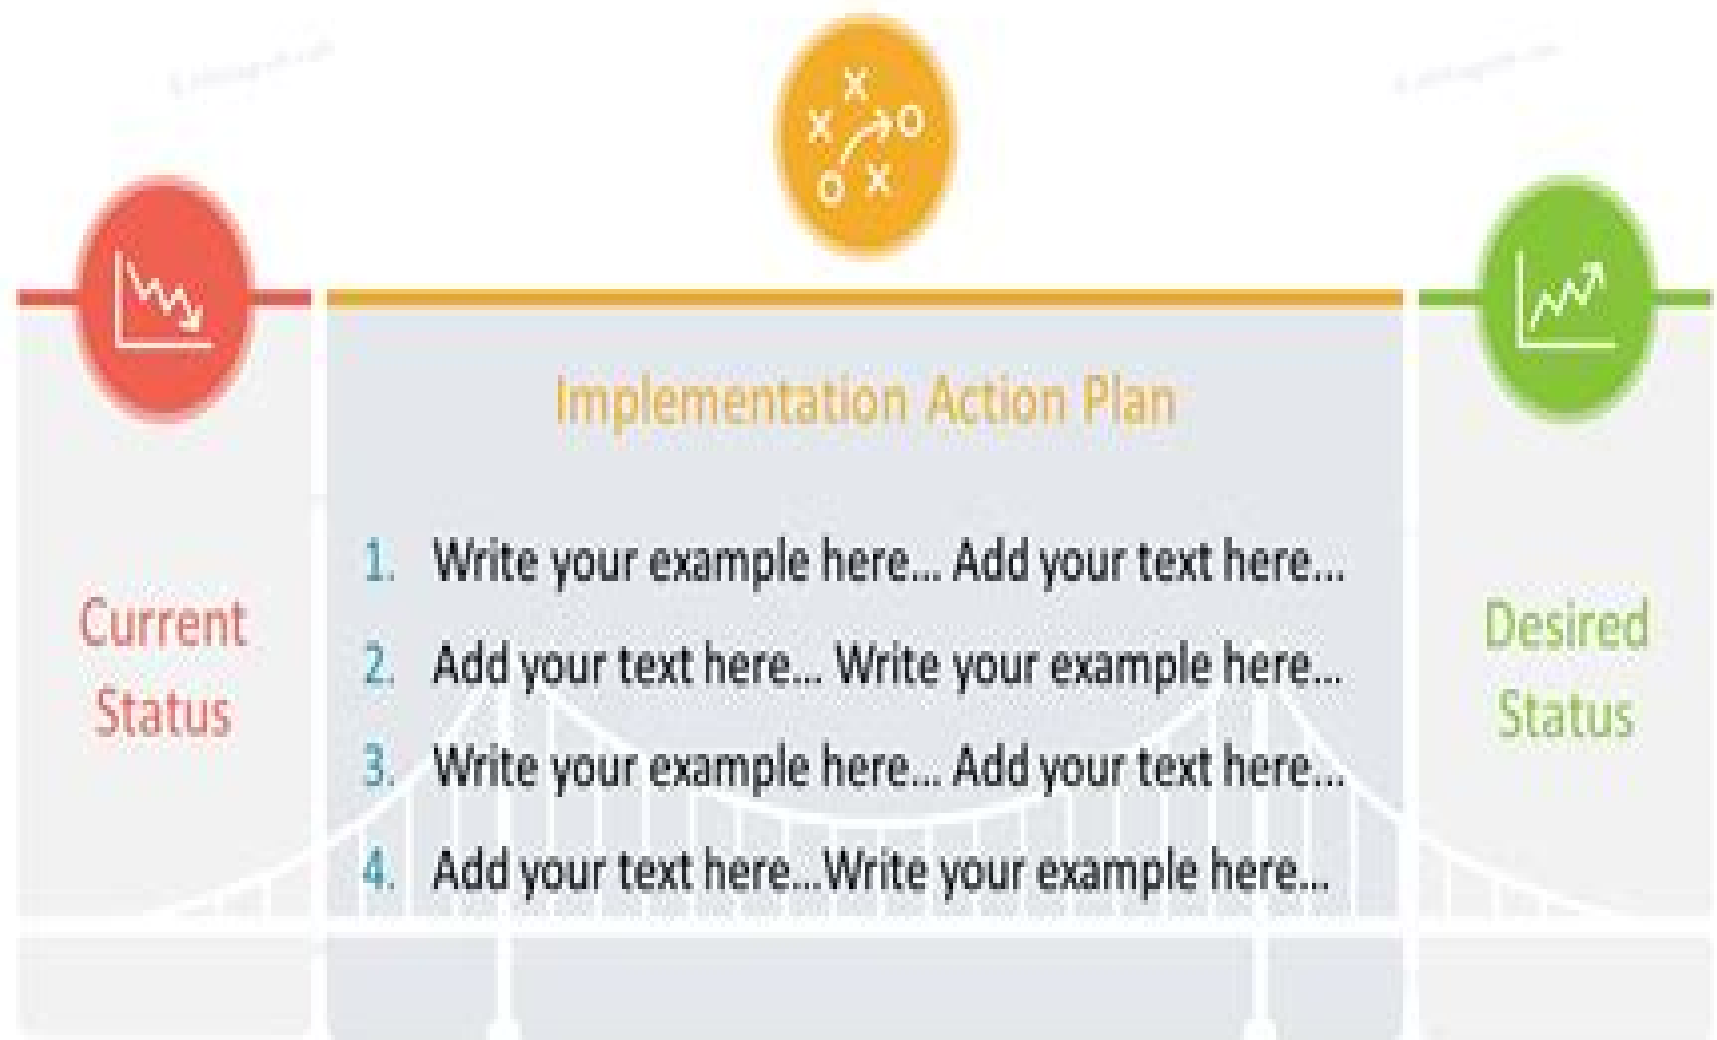 Implementation Action Plan
Current
Status
1. Write your example here... Add your text here...
2. Add your text here... Write your example here...
3. Write your example here... Add your text here...
4. Add your text here...Write your example here...
Desired
Status